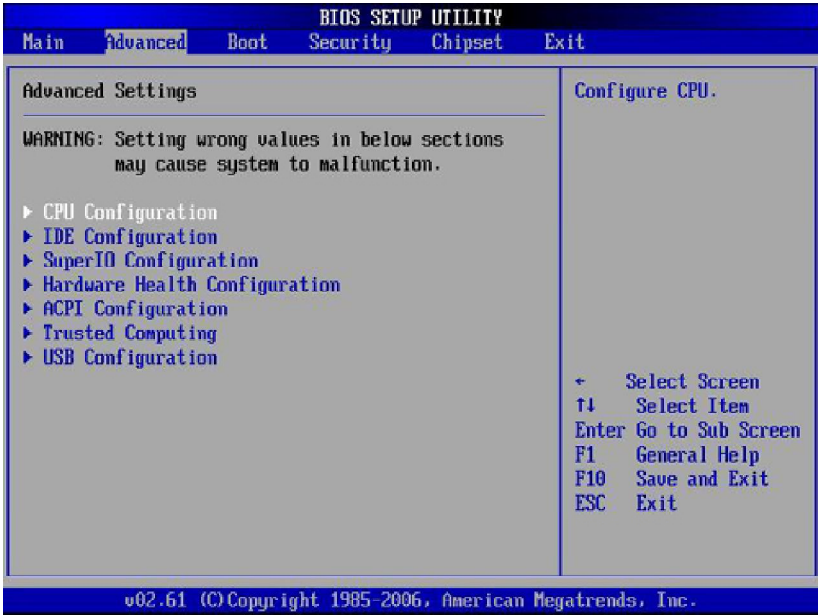 BIOS SETUP UTILITY
Main Advanced Boot Security Chipset Exit
Advanced Settings
WARNING: Setting wrong values in below sections
may cause system to malfunction.
▶ CPU Configuration
▶ IDE Configuration
▶ SuperIO Configuration
▶ Hardware Health Configuration
▶ ACPI Configuration
▶ Trusted Computing
▶ USB Configuration
Configure CPU.
← Select Screen
↑↓ Select Item
Enter Go to Sub Screen
F1 General Help
F10 Save and Exit
ESC Exit
v02.61 (C)Copyright 1985-2006, American Megatrends, Inc.